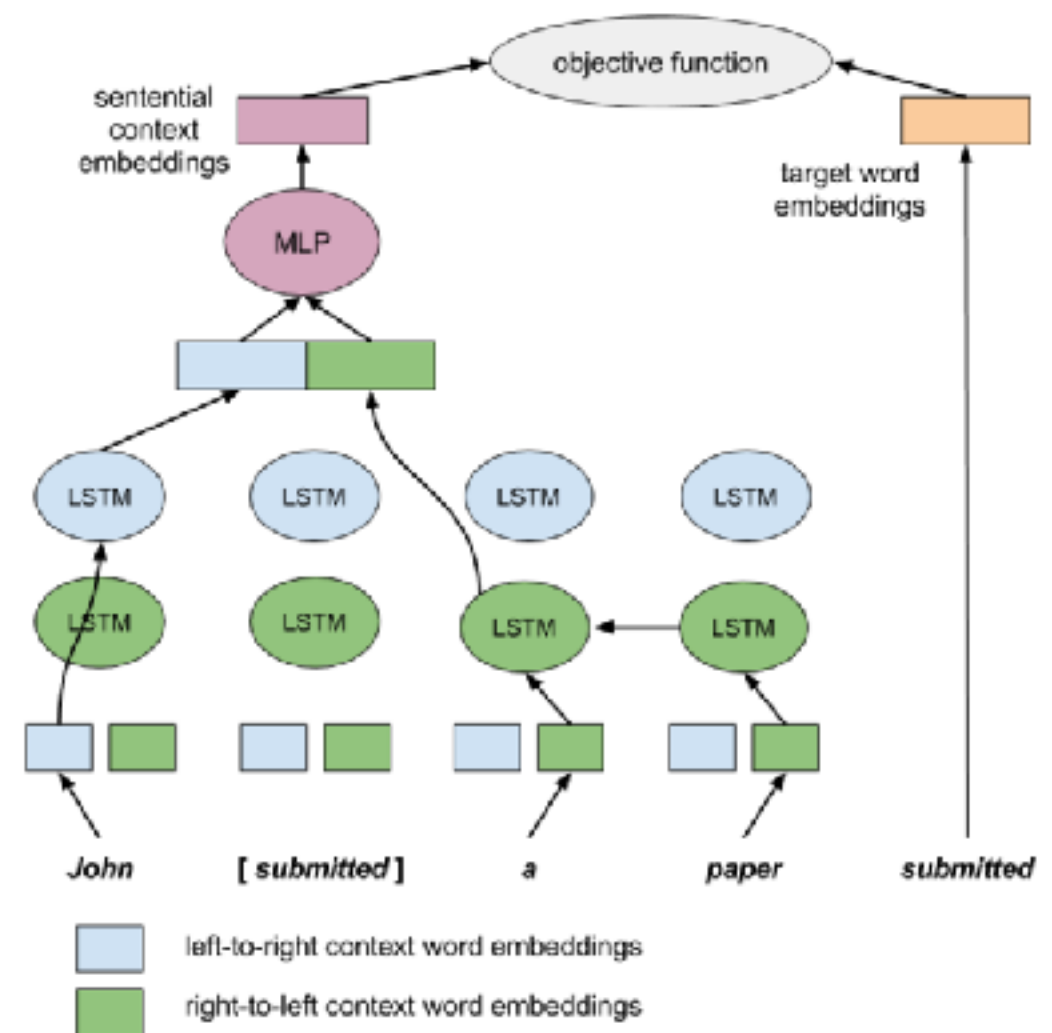 objective function
sentential
context
embeddings
target word
embeddings
MLP
LSTM LSTM LSTM LSTM
LSTM LSTM LSTM LSTM
John [ submitted ] a paper submitted
left-to-right context word embeddings
right-to-left context word embeddings